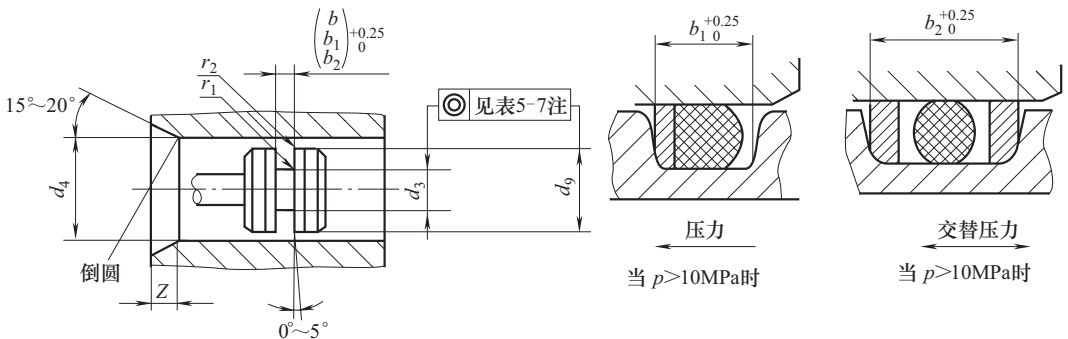 (b
b₁
b₂) +0.25 0
r₂
r₁
15°～20°
◎ 见表5-7注
d₄
d₃
d₉
倒圆
Z
0°～5°
b₁ +0.25 0
压力
当 p＞10MPa时
b₂ +0.25 0
交替压力
当 p＞10MPa时